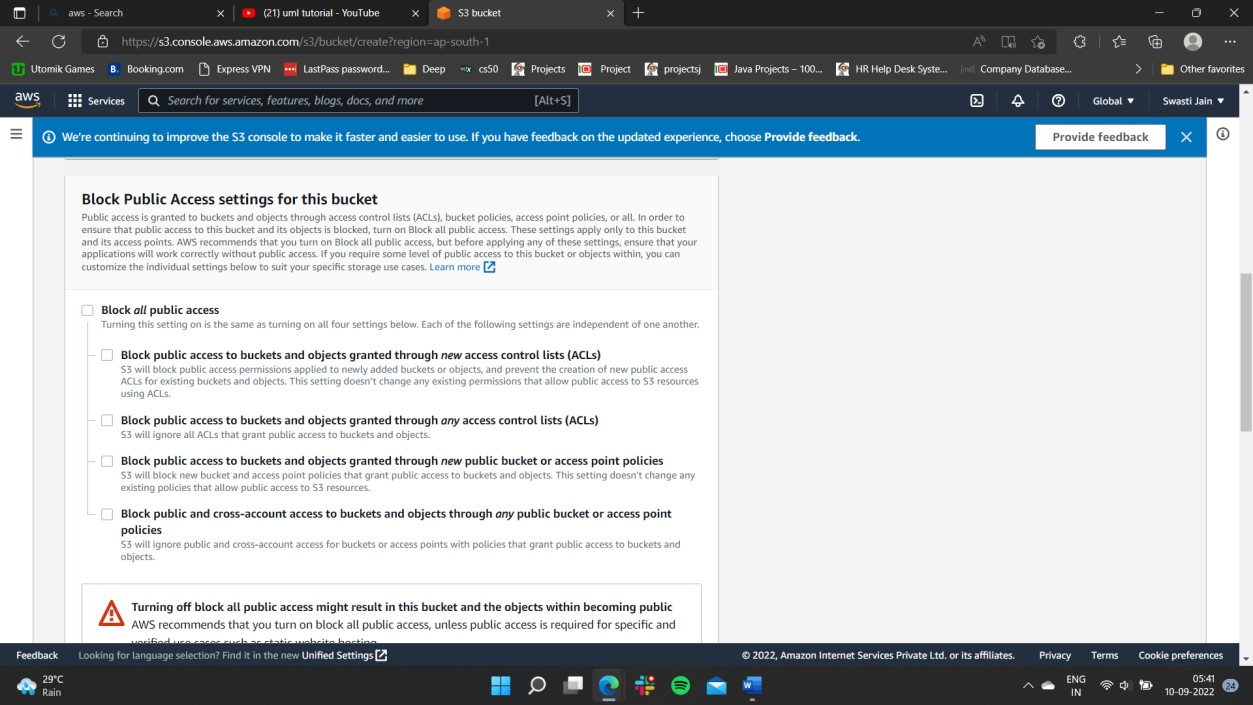 aws - Search
(21) uml tutorial - YouTube
S3 bucket
https://s3.console.aws.amazon.com/s3/bucket/create?region=ap-south-1
Utomik Games
Booking.com
Express VPN
LastPass password...
Deep
cs50
Projects
Project
projectsj
Java Projects – 100...
HR Help Desk Syste...
Company Database...
Other favorites
aws
Services
Search for services, features, blogs, docs, and more
[Alt+S]
Global ▼
Swasti Jain ▼
We're continuing to improve the S3 console to make it faster and easier to use. If you have feedback on the updated experience, choose Provide feedback.
Provide feedback
Block Public Access settings for this bucket
Public access is granted to buckets and objects through access control lists (ACLs), bucket policies, access point policies, or all. In order to
ensure that public access to this bucket and its objects is blocked, turn on Block all public access. These settings apply only to this bucket
and its access points. AWS recommends that you turn on Block all public access, but before applying any of these settings, ensure that your
applications will work correctly without public access. If you require some level of public access to this bucket or objects within, you can
customize the individual settings below to suit your specific storage use cases. Learn more
Block all public access
Turning this setting on is the same as turning on all four settings below. Each of the following settings are independent of one another.
Block public access to buckets and objects granted through new access control lists (ACLs)
S3 will block public access permissions applied to newly added buckets or objects, and prevent the creation of new public access
ACLs for existing buckets and objects. This setting doesn't change any existing permissions that allow public access to S3 resources
using ACLs.
Block public access to buckets and objects granted through any access control lists (ACLs)
S3 will ignore all ACLs that grant public access to buckets and objects.
Block public access to buckets and objects granted through new public bucket or access point policies
S3 will block new bucket and access point policies that grant public access to buckets and objects. This setting doesn't change any
existing policies that allow public access to S3 resources.
Block public and cross-account access to buckets and objects through any public bucket or access point
policies
S3 will ignore public and cross-account access for buckets or access points with policies that grant public access to buckets and
objects.
Turning off block all public access might result in this bucket and the objects within becoming public
AWS recommends that you turn on block all public access, unless public access is required for specific and
verified use cases such as static website hosting.
Feedback
Looking for language selection? Find it in the new Unified Settings
© 2022, Amazon Internet Services Private Ltd. or its affiliates.
Privacy
Terms
Cookie preferences
29°C
Rain
ENG
IN
05:41
10-09-2022
24